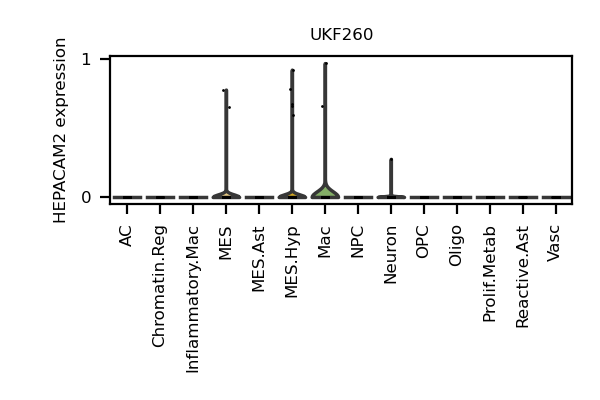 UKF260
HEPACAM2 expression
1
0
AC
Chromatin.Reg
Inflammatory.Mac
MES
MES.Ast
MES.Hyp
Mac
NPC
Neuron
OPC
Oligo
Prolif.Metab
Reactive.Ast
Vasc